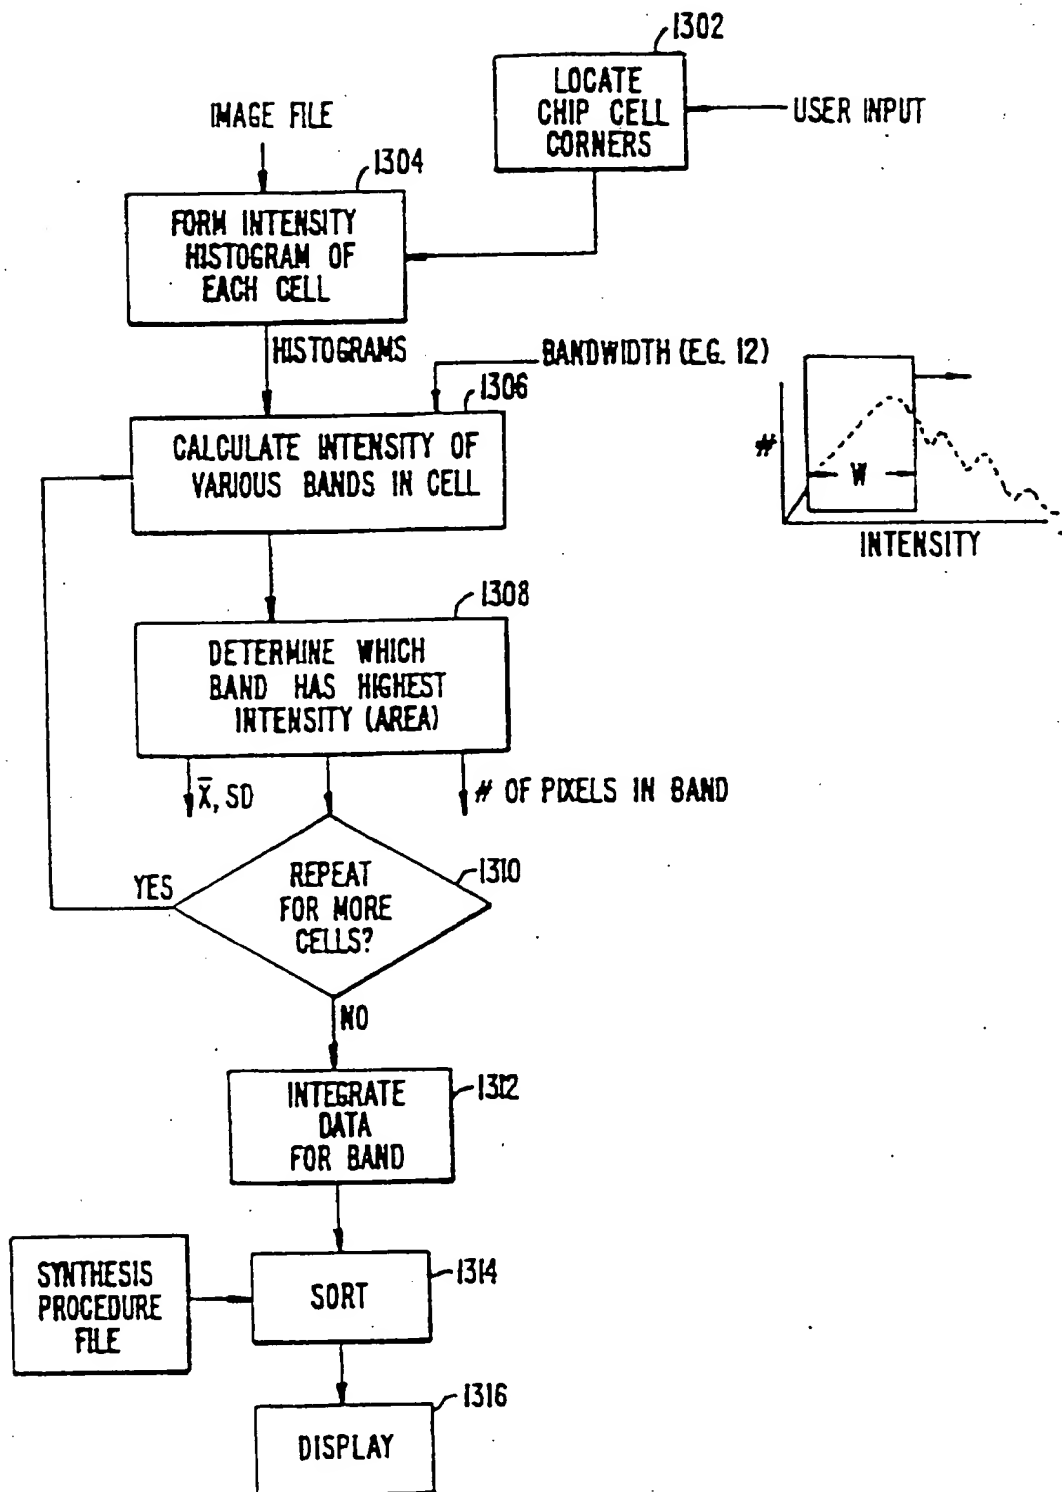 1302
LOCATE
CHIP CELL
CORNERS
USER INPUT
IMAGE FILE
1304
FORM INTENSITY
HISTOGRAM OF
EACH CELL
HISTOGRAMS
BANDWIDTH (E.G. 12)
1306
CALCULATE INTENSITY OF
VARIOUS BANDS IN CELL
#
W
INTENSITY
1308
DETERMINE WHICH
BAND HAS HIGHEST
INTENSITY (AREA)
X̅, SD
# OF PIXELS IN BAND
1310
REPEAT
FOR MORE
CELLS?
YES
NO
1312
INTEGRATE
DATA
FOR BAND
SYNTHESIS
PROCEDURE
FILE
1314
SORT
1316
DISPLAY